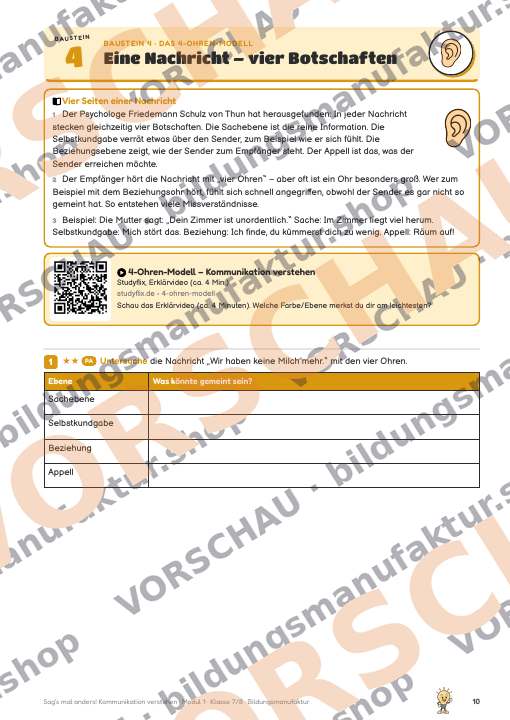 BAUSTEIN
4
BAUSTEIN 4 · DAS 4-OHREN-MODELL
Eine Nachricht – vier Botschaften
Vier Seiten einer Nachricht
1 Der Psychologe Friedemann Schulz von Thun hat herausgefunden: In jeder Nachricht
stecken gleichzeitig vier Botschaften. Die Sachebene ist die reine Information. Die
Selbstkundgabe verrät etwas über den Sender, zum Beispiel wie er sich fühlt. Die
Beziehungsebene zeigt, wie der Sender zum Empfänger steht. Der Appell ist das, was der
Sender erreichen möchte.
2 Der Empfänger hört die Nachricht mit „vier Ohren“ – aber oft ist ein Ohr besonders groß. Wer zum
Beispiel mit dem Beziehungsohr hört, fühlt sich schnell angegriffen, obwohl der Sender es gar nicht so
gemeint hat. So entstehen viele Missverständnisse.
3 Beispiel: Die Mutter sagt: „Dein Zimmer ist unordentlich.“ Sache: Im Zimmer liegt viel herum.
Selbstkundgabe: Mich stört das. Beziehung: Ich finde, du kümmerst dich zu wenig. Appell: Räum auf!
4-Ohren-Modell – Kommunikation verstehen
Studyflix, Erklärvideo (ca. 4 Min.)
studyflix.de · 4-ohren-modell
Schau das Erklärvideo (ca. 4 Minuten). Welche Farbe/Ebene merkst du dir am leichtesten?
1 ★★ PA Untersuche die Nachricht „Wir haben keine Milch mehr.“ mit den vier Ohren.
Ebene Was könnte gemeint sein?
Sachebene
Selbstkundgabe
Beziehung
Appell
VORSCHAU · bildungsmanufaktur.shop
Sag's mal anders! Kommunikation verstehen · Modul 1 · Klasse 7/8 · Bildungsmanufaktur
10